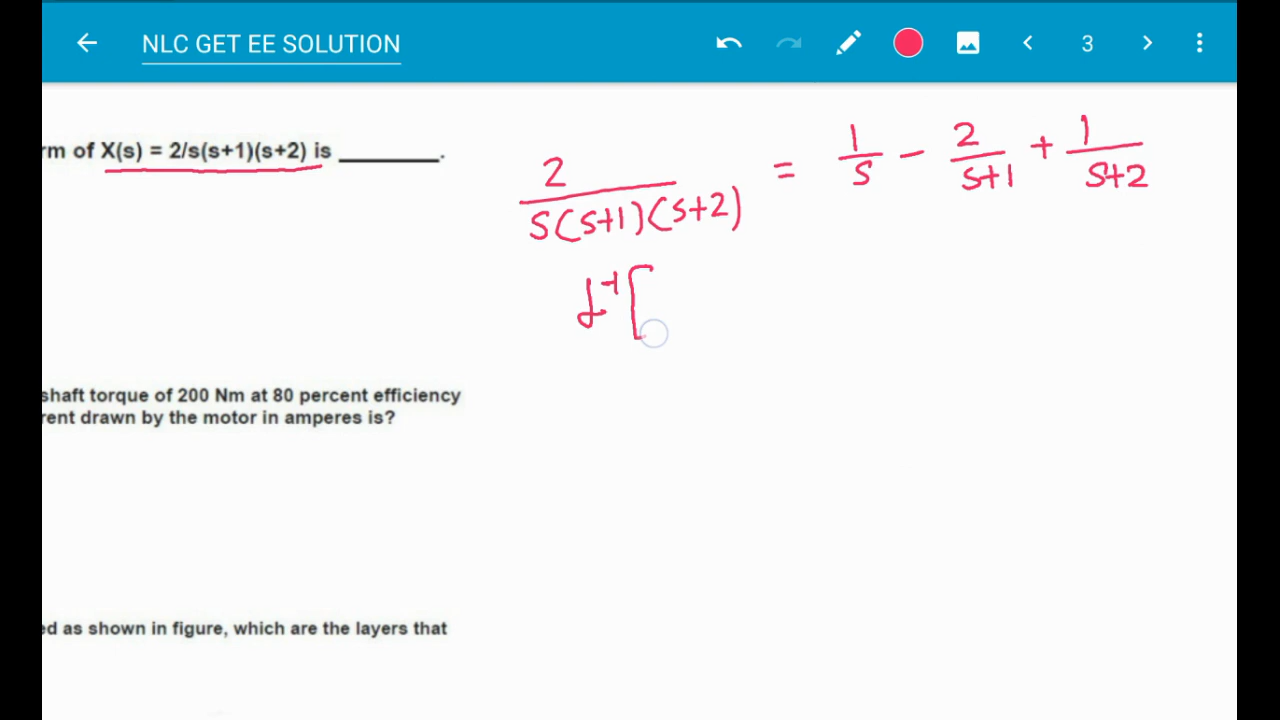 NLC GET EE SOLUTION
3
rm of X(s) = 2/s(s+1)(s+2) is ________.
2/s(s+1)(s+2) = 1/s - 2/s+1 + 1/s+2
ℒ⁻¹[
shaft torque of 200 Nm at 80 percent efficiency
rent drawn by the motor in amperes is?
ed as shown in figure, which are the layers that